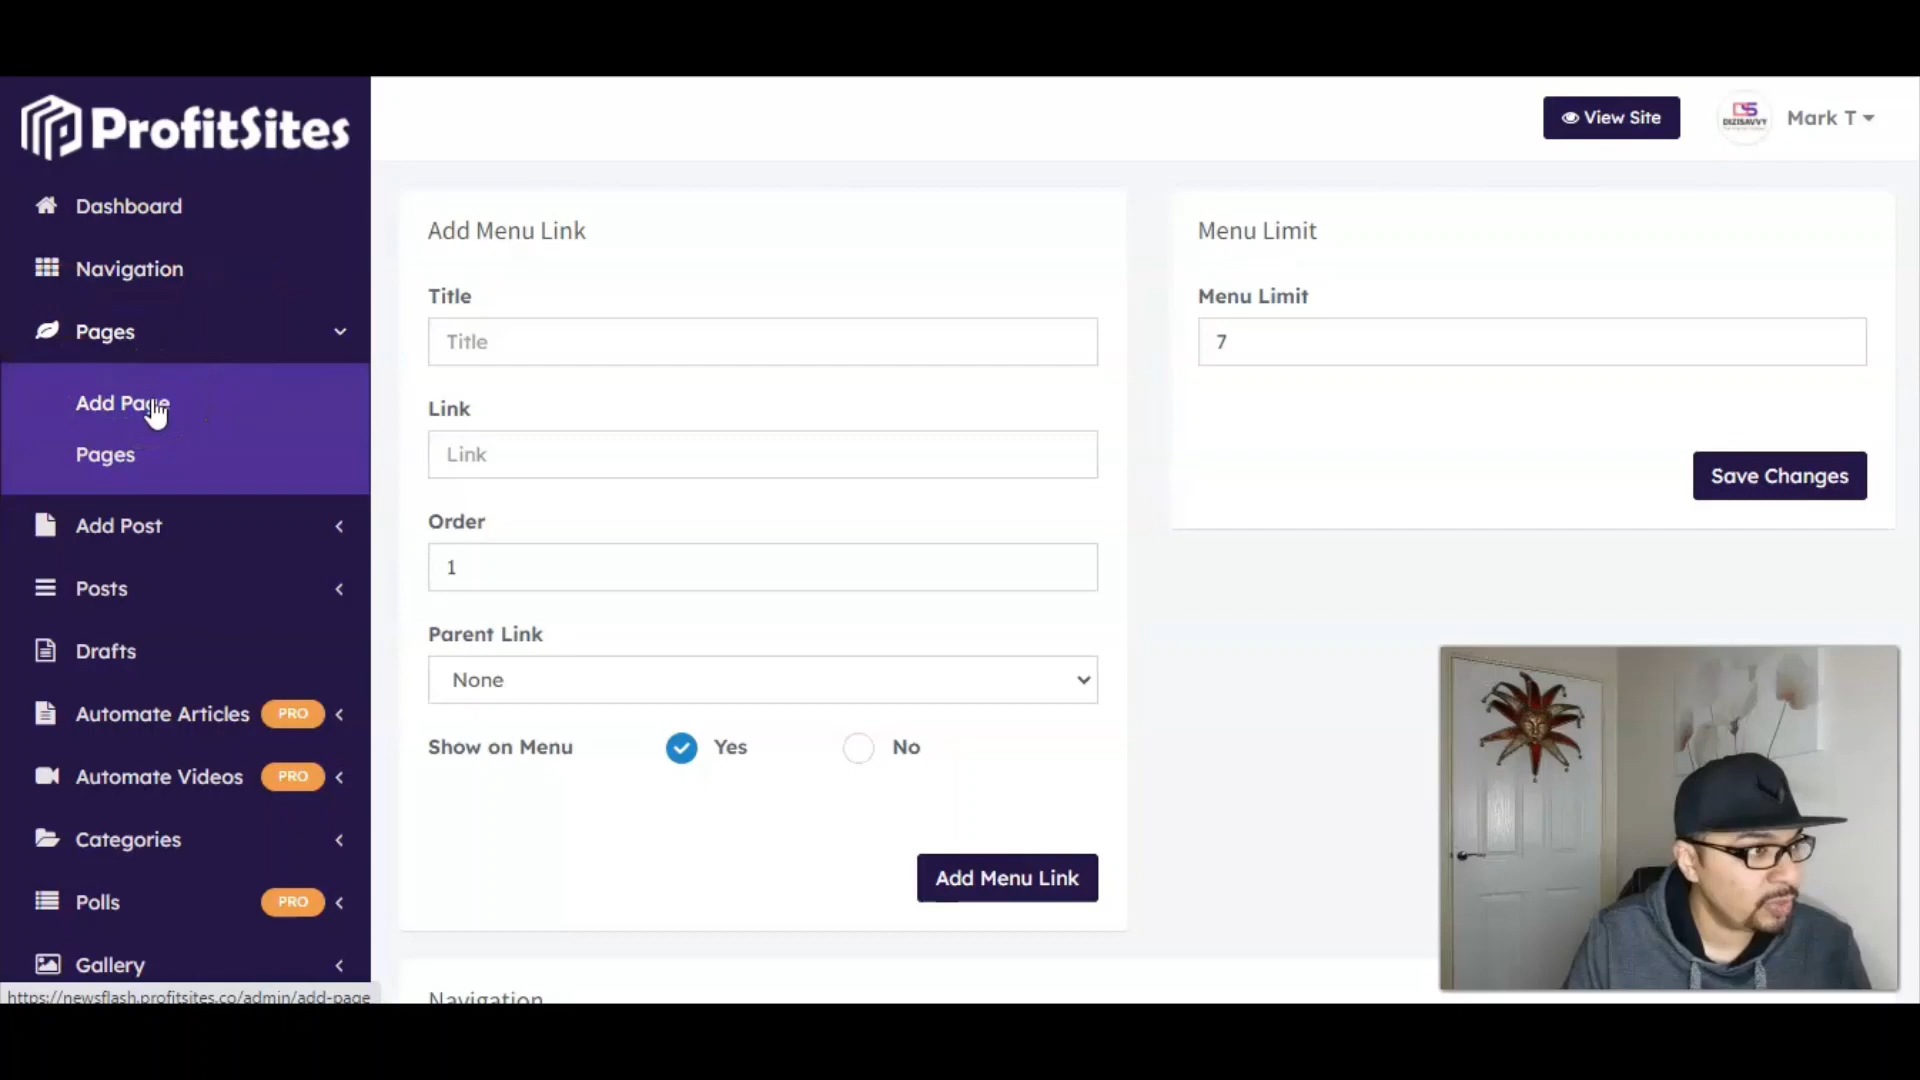 ProfitSites
Dashboard
Navigation
Pages
Add Page
Pages
Add Post
Posts
Drafts
Automate Articles PRO
Automate Videos PRO
Categories
Polls PRO
Gallery
https://newsflash.profitsites.co/admin/add-page
View Site
DIZISAVVY
Mark T
Add Menu Link
Title
Title
Link
Link
Order
1
Parent Link
None
Show on Menu Yes No
Add Menu Link
Navigation
Menu Limit
Menu Limit
7
Save Changes